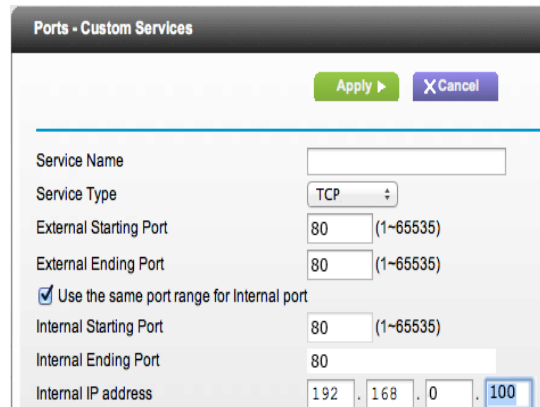 Ports - Custom Services
Apply X Cancel
Service Name
Service Type TCP
External Starting Port 80 (1~65535)
External Ending Port 80 (1~65535)
Use the same port range for Internal port
Internal Starting Port 80 (1~65535)
Internal Ending Port 80
Internal IP address 192 . 168 . 0 . 100